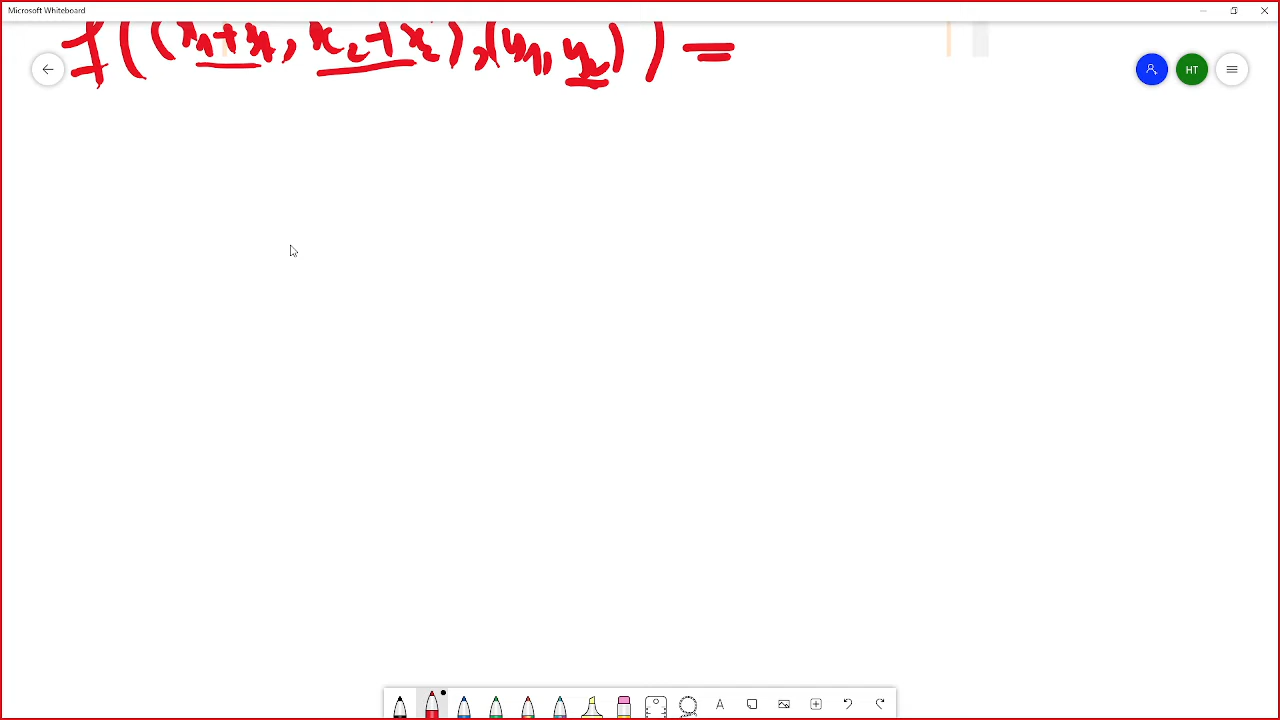 Microsoft Whiteboard
f((x₁+x₁, x₂+x₂),(y₁, y₂)) =
HT
A